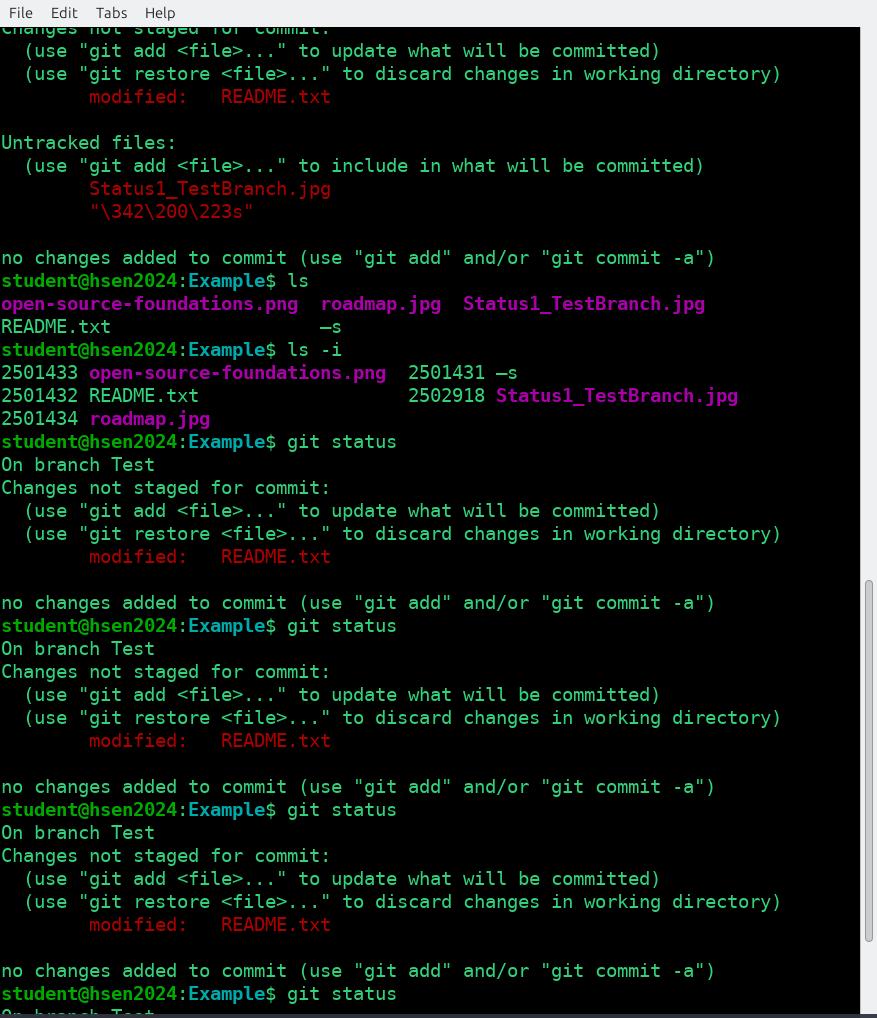 File Edit Tabs Help
Changes not staged for commit:
  (use "git add <file>..." to update what will be committed)
  (use "git restore <file>..." to discard changes in working directory)
        modified:   README.txt

Untracked files:
  (use "git add <file>..." to include in what will be committed)
        Status1_TestBranch.jpg
        "\342\200\223s"

no changes added to commit (use "git add" and/or "git commit -a")
student@hsen2024:Example$ ls
open-source-foundations.png  roadmap.jpg  Status1_TestBranch.jpg
README.txt                   –s
student@hsen2024:Example$ ls -i
2501433 open-source-foundations.png  2501431 –s
2501432 README.txt                   2502918 Status1_TestBranch.jpg
2501434 roadmap.jpg
student@hsen2024:Example$ git status
On branch Test
Changes not staged for commit:
  (use "git add <file>..." to update what will be committed)
  (use "git restore <file>..." to discard changes in working directory)
        modified:   README.txt

no changes added to commit (use "git add" and/or "git commit -a")
student@hsen2024:Example$ git status
On branch Test
Changes not staged for commit:
  (use "git add <file>..." to update what will be committed)
  (use "git restore <file>..." to discard changes in working directory)
        modified:   README.txt

no changes added to commit (use "git add" and/or "git commit -a")
student@hsen2024:Example$ git status
On branch Test
Changes not staged for commit:
  (use "git add <file>..." to update what will be committed)
  (use "git restore <file>..." to discard changes in working directory)
        modified:   README.txt

no changes added to commit (use "git add" and/or "git commit -a")
student@hsen2024:Example$ git status
On branch Test